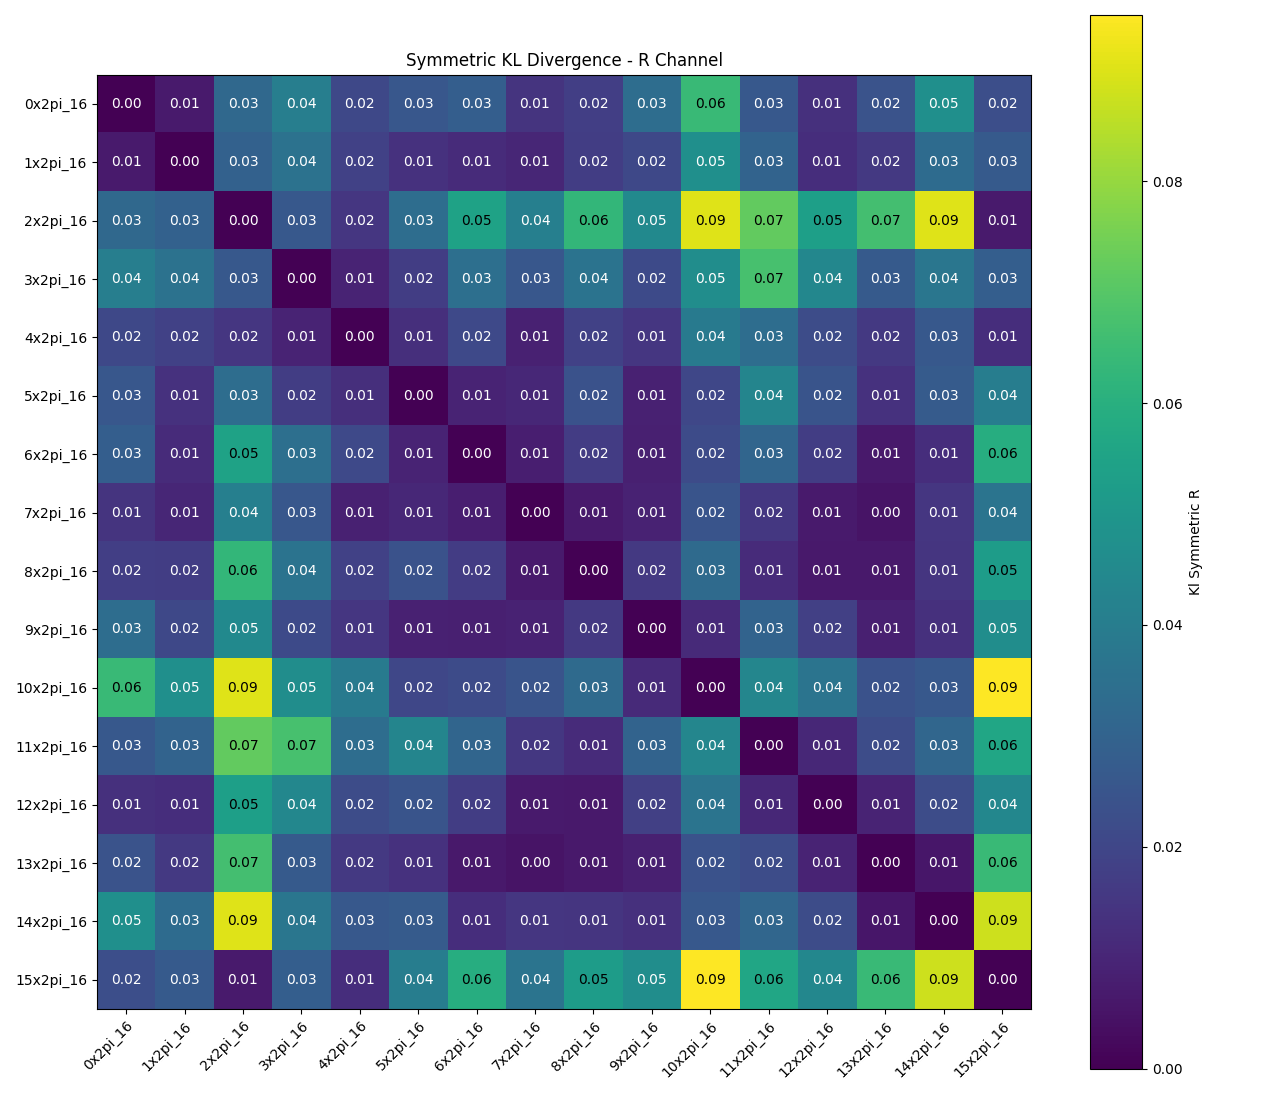 Symmetric KL Divergence - R Channel
0x2pi_16 0.00 0.01 0.03 0.04 0.02 0.03 0.03 0.01 0.02 0.03 0.06 0.03 0.01 0.02 0.05 0.02
1x2pi_16 0.01 0.00 0.03 0.04 0.02 0.01 0.01 0.01 0.02 0.02 0.05 0.03 0.01 0.02 0.03 0.03
2x2pi_16 0.03 0.03 0.00 0.03 0.02 0.03 0.05 0.04 0.06 0.05 0.09 0.07 0.05 0.07 0.09 0.01
3x2pi_16 0.04 0.04 0.03 0.00 0.01 0.02 0.03 0.03 0.04 0.02 0.05 0.07 0.04 0.03 0.04 0.03
4x2pi_16 0.02 0.02 0.02 0.01 0.00 0.01 0.02 0.01 0.02 0.01 0.04 0.03 0.02 0.02 0.03 0.01
5x2pi_16 0.03 0.01 0.03 0.02 0.01 0.00 0.01 0.01 0.02 0.01 0.02 0.04 0.02 0.01 0.03 0.04
6x2pi_16 0.03 0.01 0.05 0.03 0.02 0.01 0.00 0.01 0.02 0.01 0.02 0.03 0.02 0.01 0.01 0.06
7x2pi_16 0.01 0.01 0.04 0.03 0.01 0.01 0.01 0.00 0.01 0.01 0.02 0.02 0.01 0.00 0.01 0.04
8x2pi_16 0.02 0.02 0.06 0.04 0.02 0.02 0.02 0.01 0.00 0.02 0.03 0.01 0.01 0.01 0.01 0.05
9x2pi_16 0.03 0.02 0.05 0.02 0.01 0.01 0.01 0.01 0.02 0.00 0.01 0.03 0.02 0.01 0.01 0.05
10x2pi_16 0.06 0.05 0.09 0.05 0.04 0.02 0.02 0.02 0.03 0.01 0.00 0.04 0.04 0.02 0.03 0.09
11x2pi_16 0.03 0.03 0.07 0.07 0.03 0.04 0.03 0.02 0.01 0.03 0.04 0.00 0.01 0.02 0.03 0.06
12x2pi_16 0.01 0.01 0.05 0.04 0.02 0.02 0.02 0.01 0.01 0.02 0.04 0.01 0.00 0.01 0.02 0.04
13x2pi_16 0.02 0.02 0.07 0.03 0.02 0.01 0.01 0.00 0.01 0.01 0.02 0.02 0.01 0.00 0.01 0.06
14x2pi_16 0.05 0.03 0.09 0.04 0.03 0.03 0.01 0.01 0.01 0.01 0.03 0.03 0.02 0.01 0.00 0.09
15x2pi_16 0.02 0.03 0.01 0.03 0.01 0.04 0.06 0.04 0.05 0.05 0.09 0.06 0.04 0.06 0.09 0.00
0x2pi_16 1x2pi_16 2x2pi_16 3x2pi_16 4x2pi_16 5x2pi_16 6x2pi_16 7x2pi_16 8x2pi_16 9x2pi_16 10x2pi_16 11x2pi_16 12x2pi_16 13x2pi_16 14x2pi_16 15x2pi_16
0.08
0.06
0.04
0.02
0.00
Kl Symmetric R